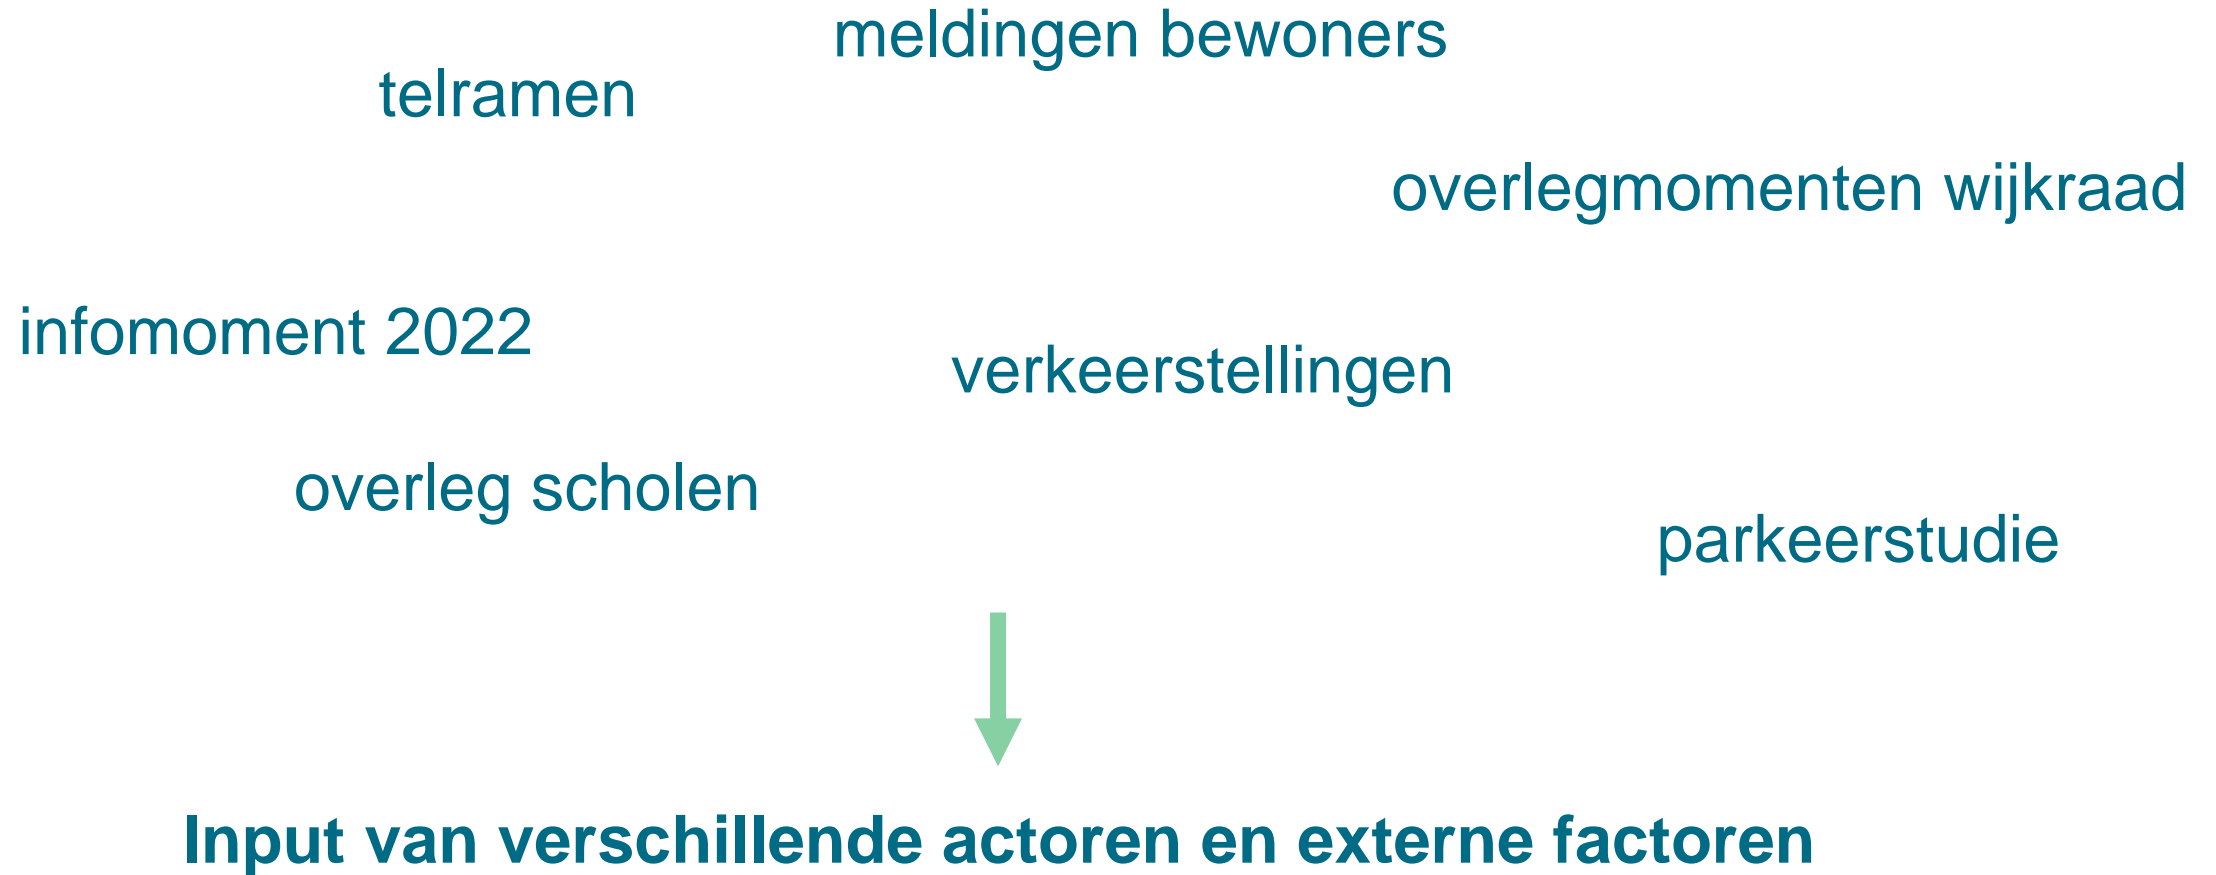 meldingen bewoners
telramen
overlegmomenten wijkraad
infomoment 2022
verkeerstellingen
overleg scholen
parkeerstudie
Input van verschillende actoren en externe factoren